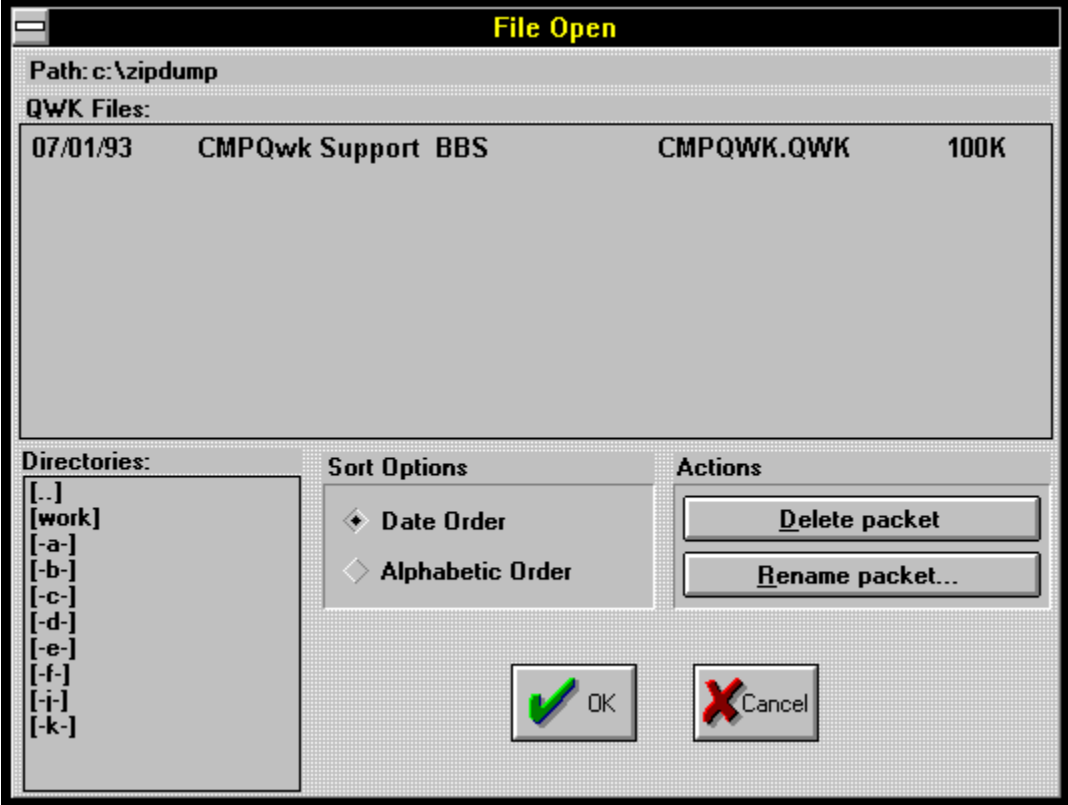 File Open
Path: c:\zipdump
QWK Files:
07/01/93 CMPQwk Support BBS CMPQWK.QWK 100K
Directories:
[..]
[work]
[-a-]
[-b-]
[-c-]
[-d-]
[-e-]
[-f-]
[-j-]
[-k-]
Sort Options
Date Order
Alphabetic Order
Actions
Delete packet
Rename packet...
OK
Cancel